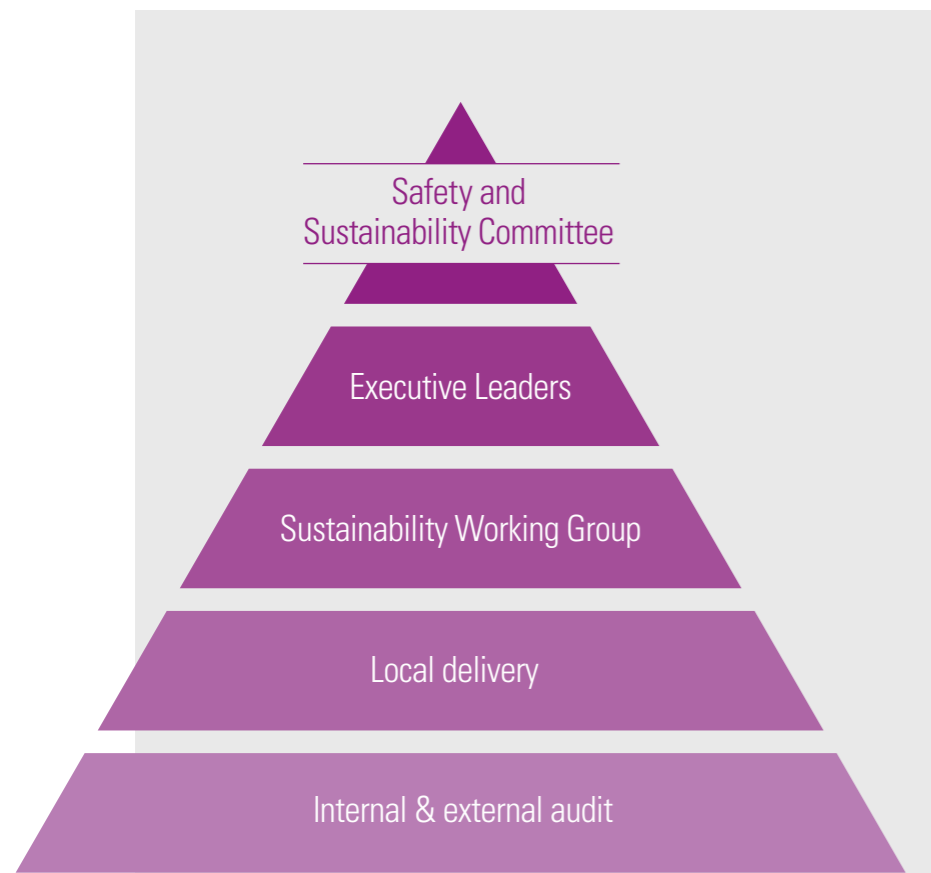 Safety and
Sustainability Committee
Executive Leaders
Sustainability Working Group
Local delivery
Internal & external audit